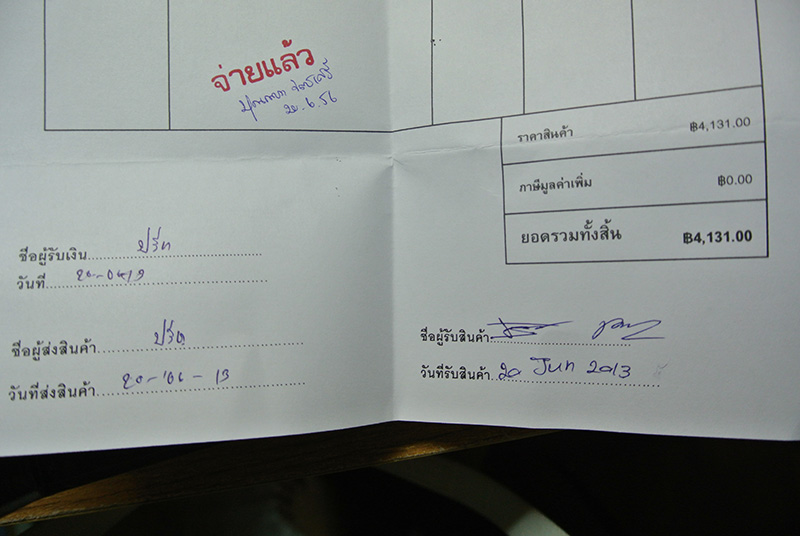 จ่ายแล้ว
20.6.56
ราคาสินค้า ฿4,131.00
ภาษีมูลค่าเพิ่ม ฿0.00
ยอดรวมทั้งสิ้น ฿4,131.00
ชื่อผู้รับเงิน
วันที่
ชื่อผู้ส่งสินค้า
วันที่ส่งสินค้า 20-06-13
ชื่อผู้รับสินค้า
วันที่รับสินค้า 20 Jun 2013